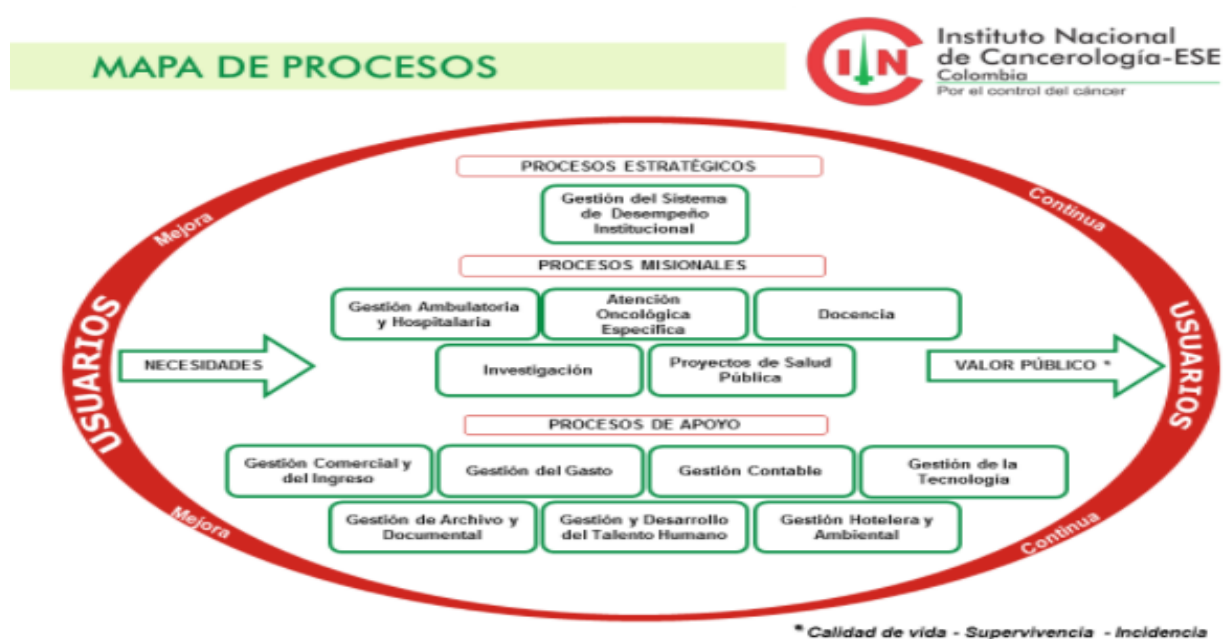 MAPA DE PROCESOS
IN
Instituto Nacional
de Cancerología-ESE
Colombia
Por el control del cáncer
PROCESOS ESTRATÉGICOS
Gestión del Sistema
de Desempeño
Institucional
Mejora
Continua
PROCESOS MISIONALES
Gestión Ambulatoria
y Hospitalaria
Atención
Oncológica
Específica
Docencia
USUARIOS
NECESIDADES
Investigación
Proyectos de Salud
Pública
VALOR PÚBLICO *
USUARIOS
PROCESOS DE APOYO
Gestión Comercial y
del Ingreso
Gestión del Gasto
Gestión Contable
Gestión de la
Tecnología
Gestión de Archivo y
Documental
Gestión y Desarrollo
del Talento Humano
Gestión Hotelera y
Ambiental
Mejora
Continua
* Calidad de vida - Supervivencia - Incidencia